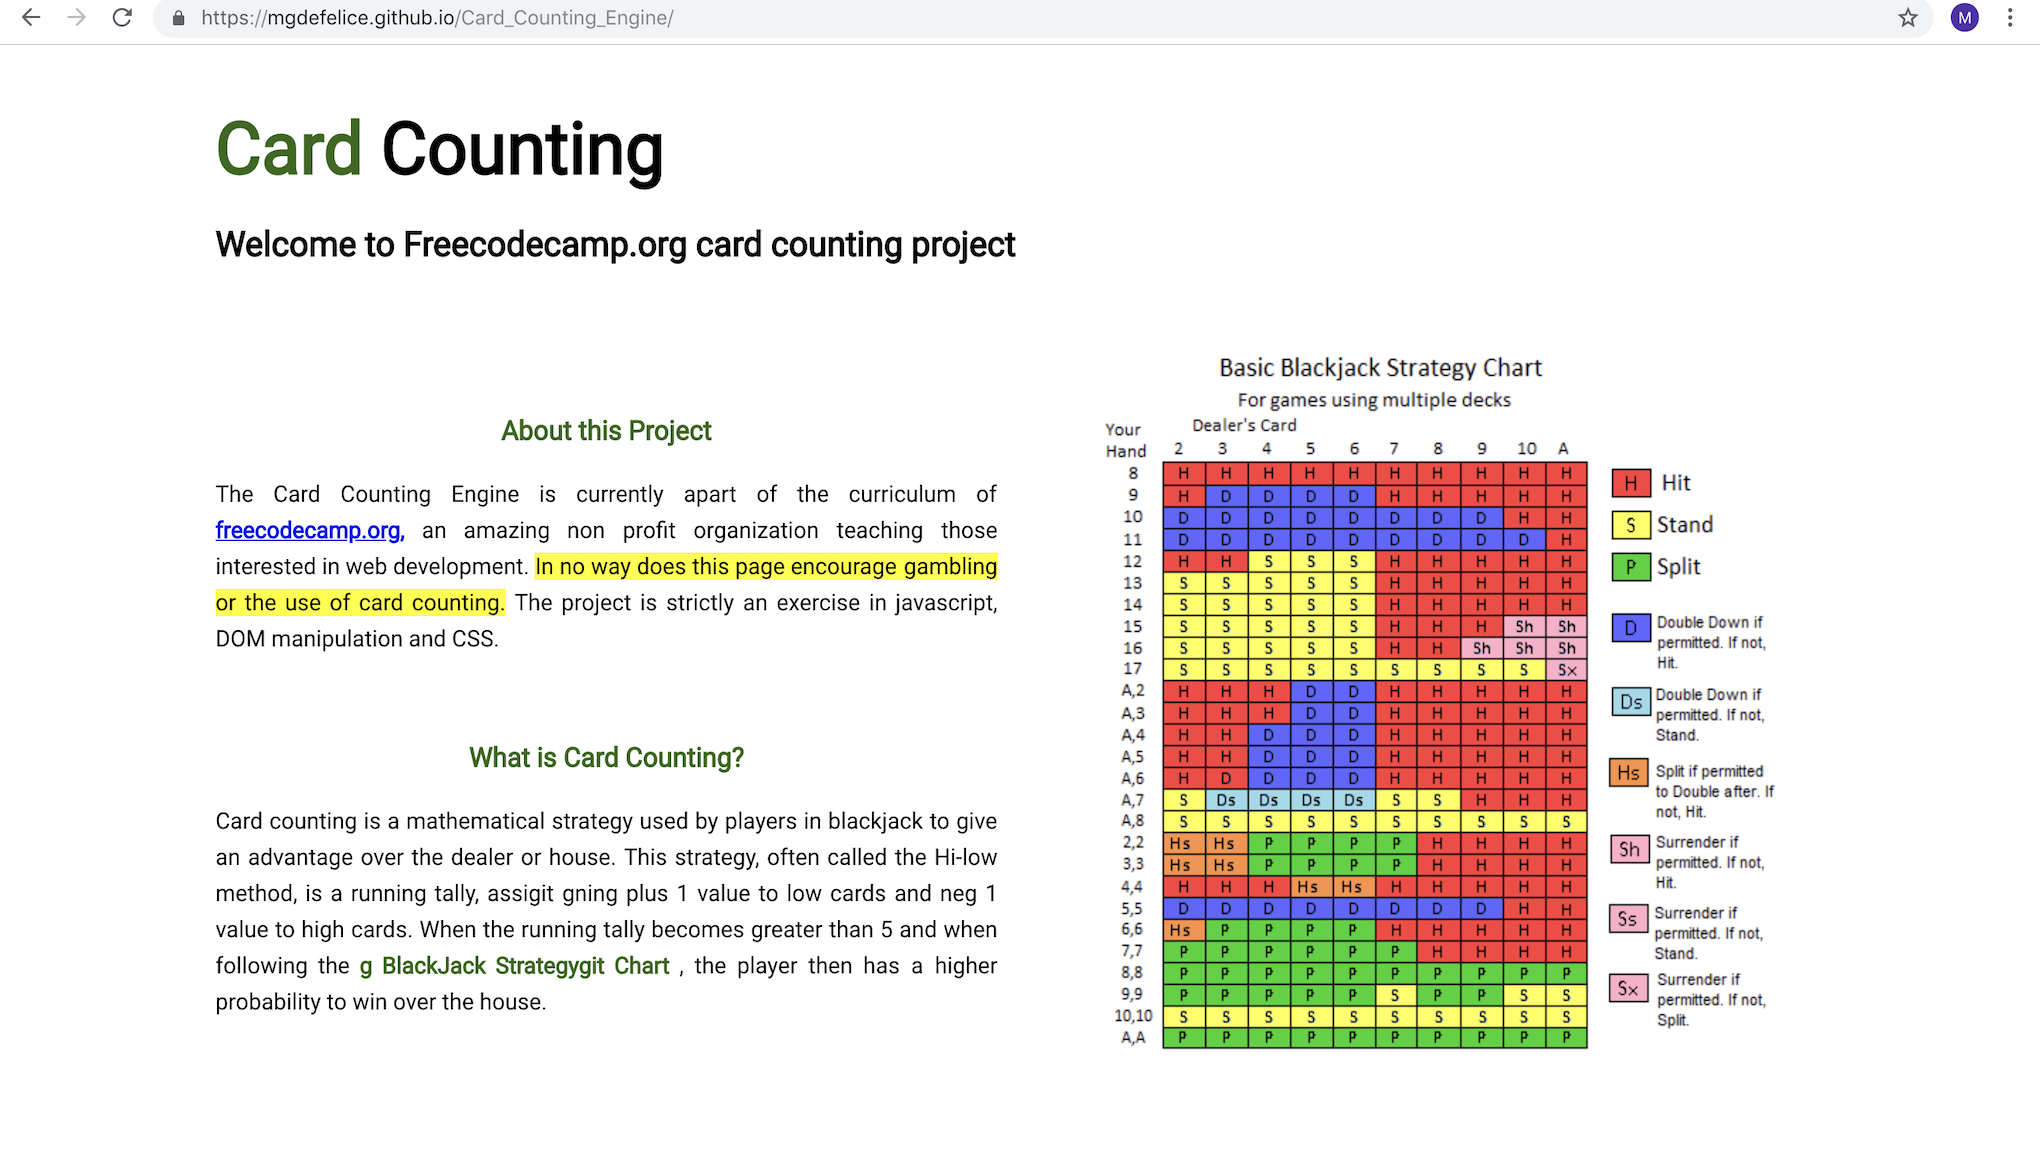 https://mgdefelice.github.io/Card_Counting_Engine/
M
Card Counting
Welcome to Freecodecamp.org card counting project
About this Project
The Card Counting Engine is currently apart of the curriculum of
freecodecamp.org, an amazing non profit organization teaching those
interested in web development. In no way does this page encourage gambling
or the use of card counting. The project is strictly an exercise in javascript,
DOM manipulation and CSS.
What is Card Counting?
Card counting is a mathematical strategy used by players in blackjack to give
an advantage over the dealer or house. This strategy, often called the Hi-low
method, is a running tally, assigit gning plus 1 value to low cards and neg 1
value to high cards. When the running tally becomes greater than 5 and when
following the g BlackJack Strategygit Chart , the player then has a higher
probability to win over the house.
Basic Blackjack Strategy Chart
For games using multiple decks
Your Hand
Dealer's Card
2 3 4 5 6 7 8 9 10 A
8 H H H H H H H H H H
9 H D D D D H H H H H
10 D D D D D D D D H H
11 D D D D D D D D D H
12 H H S S S H H H H H
13 S S S S S H H H H H
14 S S S S S H H H H H
15 S S S S S H H H Sh Sh
16 S S S S S H H Sh Sh Sh
17 S S S S S S S S S Sx
A,2 H H H D D H H H H H
A,3 H H H D D H H H H H
A,4 H H D D D H H H H H
A,5 H H D D D H H H H H
A,6 H D D D D H H H H H
A,7 S Ds Ds Ds Ds S S H H H
A,8 S S S S S S S S S S
2,2 Hs Hs P P P P H H H H
3,3 Hs Hs P P P P H H H H
4,4 H H H Hs Hs H H H H H
5,5 D D D D D D D D H H
6,6 Hs P P P P H H H H H
7,7 P P P P P P H H H H
8,8 P P P P P P P P P P
9,9 P P P P P S P P S S
10,10 S S S S S S S S S S
A,A P P P P P P P P P P
H Hit
S Stand
P Split
D Double Down if
permitted. If not,
Hit.
Ds Double Down if
permitted. If not,
Stand.
Hs Split if permitted
to Double after. If
not, Hit.
Sh Surrender if
permitted. If not,
Hit.
Ss Surrender if
permitted. If not,
Stand.
Sx Surrender if
permitted. If not,
Split.